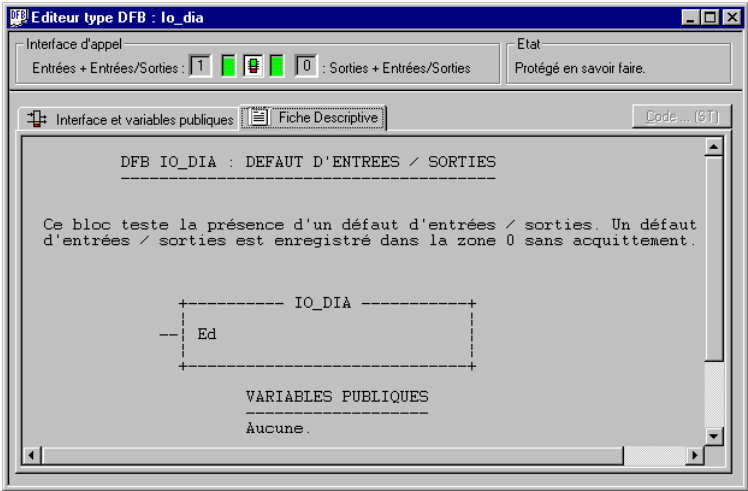 Editeur type DFB : Io_dia
Interface d'appel
Entrées + Entrées/Sorties : 1 0 : Sorties + Entrées/Sorties
Etat
Protégé en savoir faire.
Interface et variables publiques
Fiche Descriptive
Code ... (ST)
DFB IO_DIA : DEFAUT D'ENTREES / SORTIES
Ce bloc teste la présence d'un défaut d'entrées / sorties. Un défaut
d'entrées / sorties est enregistré dans la zone 0 sans acquittement.
+---------- IO_DIA -----------+
--¦ Ed ¦
+-----------------------------+
VARIABLES PUBLIQUES
Aucune.